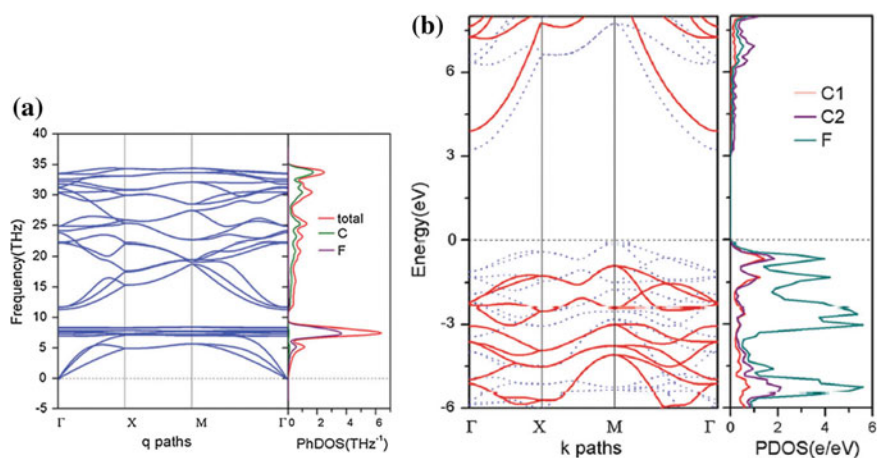 (a)
Frequency(THz)
40
35
30
25
20
15
10
5
0
-5
Γ X M Γ
q paths
total
C
F
0 2 4 6
PhDOS(THz⁻¹)
(b)
Energy(eV)
6
3
0
-3
-6
Γ X M Γ
k paths
C1
C2
F
0 2 4 6
PDOS(e/eV)